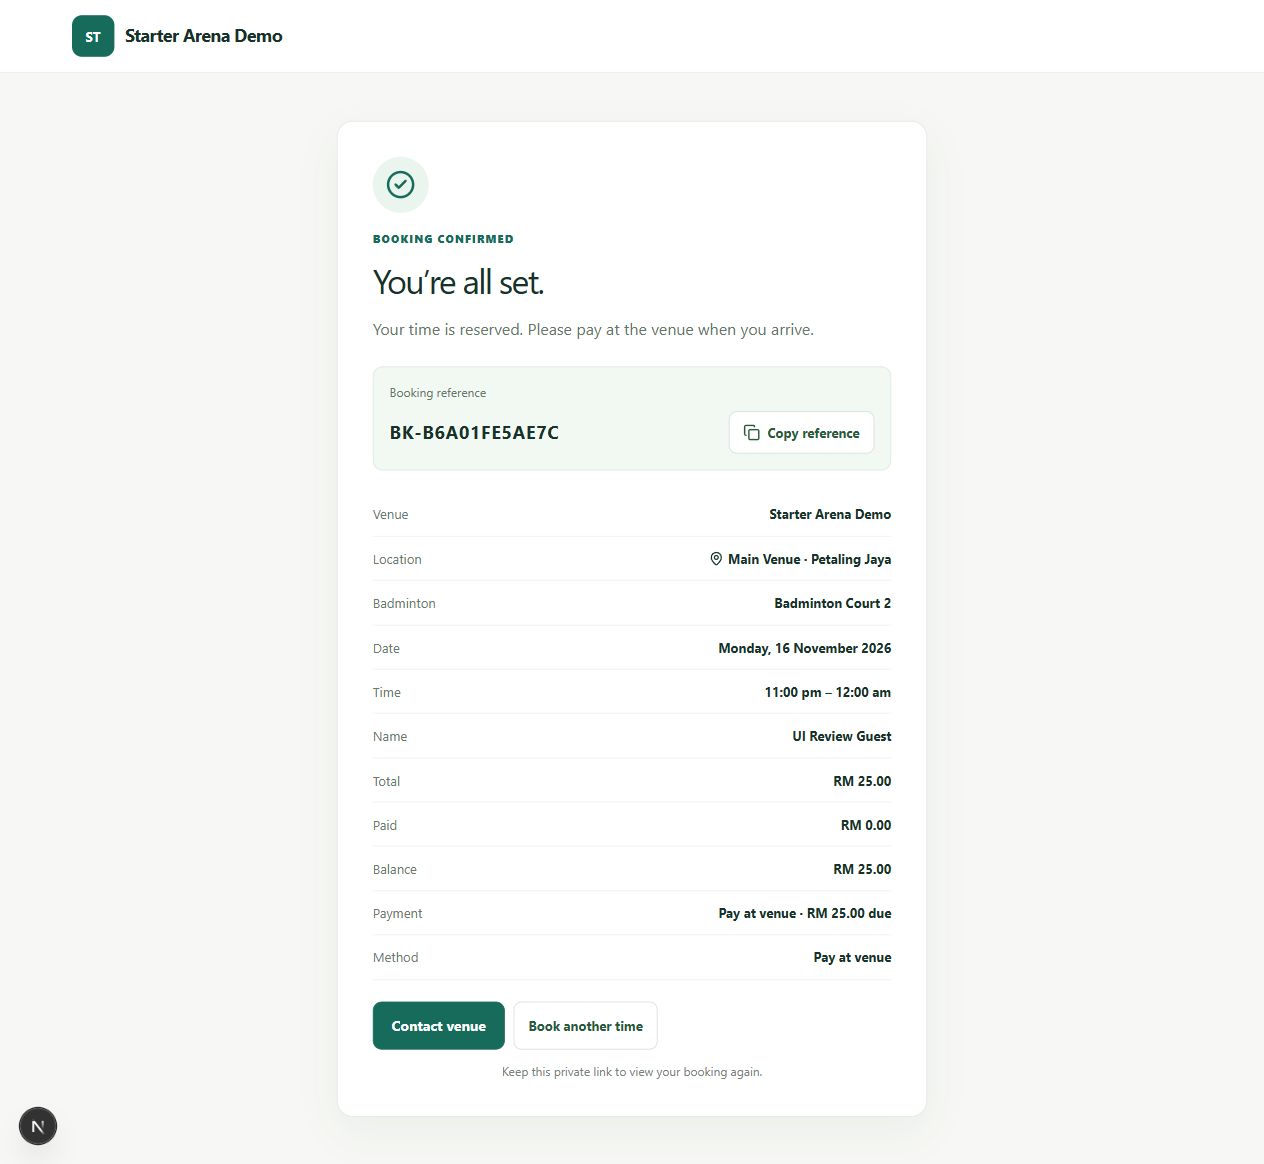 ST Starter Arena Demo
BOOKING CONFIRMED
You're all set.
Your time is reserved. Please pay at the venue when you arrive.
Booking reference
BK-B6A01FE5AE7C Copy reference
Venue Starter Arena Demo
Location Main Venue · Petaling Jaya
Badminton Badminton Court 2
Date Monday, 16 November 2026
Time 11:00 pm – 12:00 am
Name UI Review Guest
Total RM 25.00
Paid RM 0.00
Balance RM 25.00
Payment Pay at venue · RM 25.00 due
Method Pay at venue
Contact venue Book another time
Keep this private link to view your booking again.
N